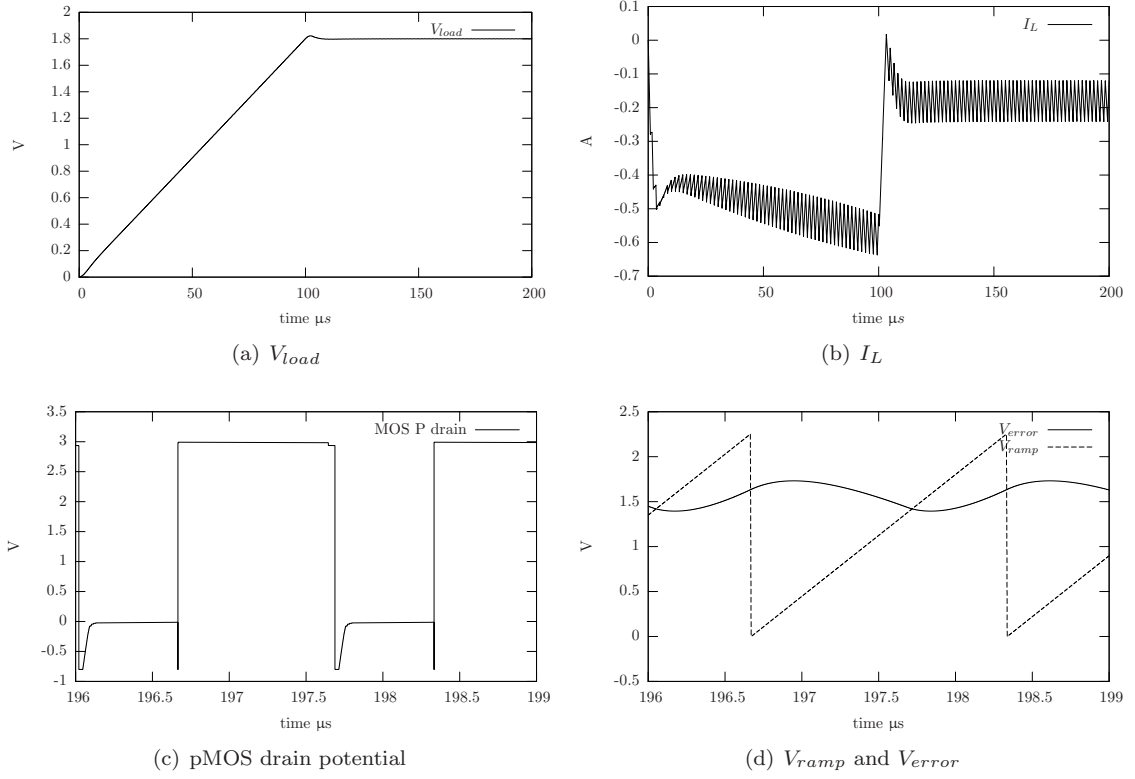 2
1.8
1.6
1.4
1.2
1
0.8
0.6
0.4
0.2
0
V
V_load
0 50 100 150 200
time µs
(a) V_load
0
-0.1
-0.2
-0.3
-0.4
-0.5
-0.6
-0.7
A
I_L
0 50 100 150 200
time µs
(b) I_L
3.5
3
2.5
2
1.5
1
0.5
0
-0.5
-1
V
MOS P drain
196 196.5 197 197.5 198 198.5 199
time µs
(c) pMOS drain potential
2.5
2
1.5
1
0.5
0
-0.5
V
V_error
V_ramp
196 196.5 197 197.5 198 198.5 199
time µs
(d) V_ramp and V_error